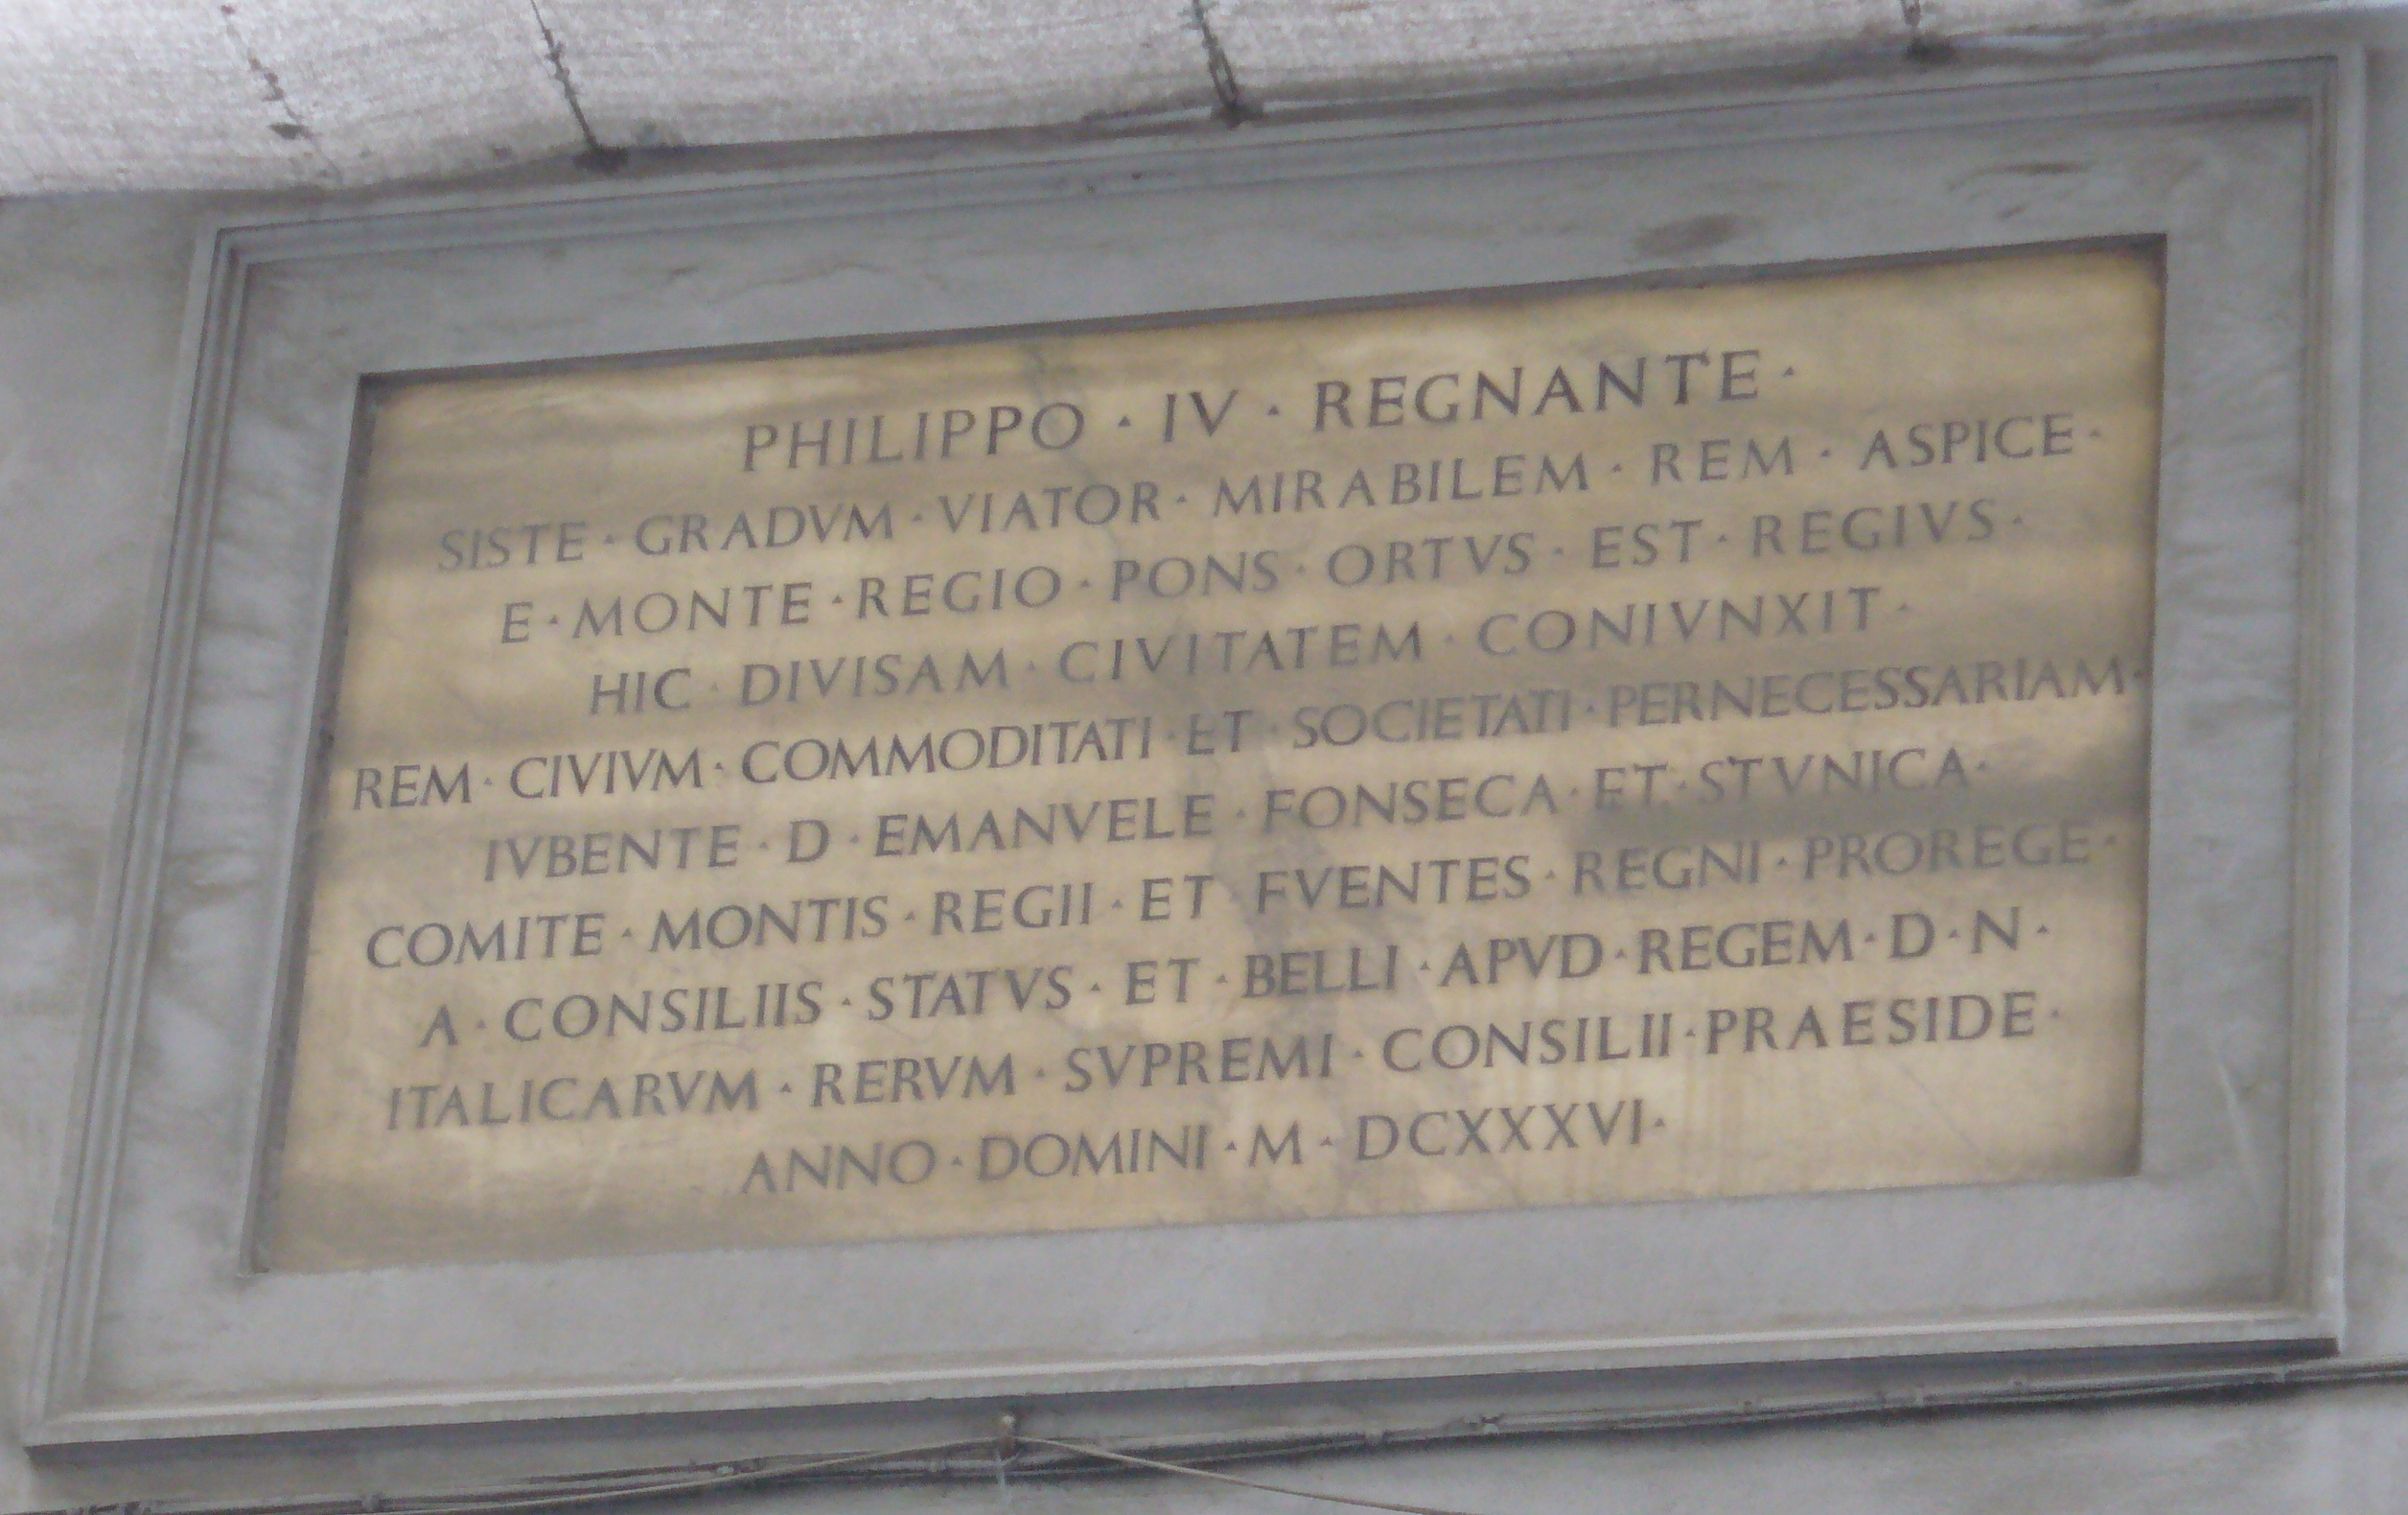 PHILIPPO · IV · REGNANTE ·
SISTE · GRADVM · VIATOR · MIRABILEM · REM · ASPICE ·
E · MONTE · REGIO · PONS · ORTVS · EST · REGIVS ·
HIC · DIVISAM · CIVITATEM · CONIVNXIT ·
REM · CIVIVM · COMMODITATI · ET · SOCIETATI · PERNECESSARIAM ·
IVBENTE · D · EMANVELE · FONSECA · ET · STVNICA ·
COMITE · MONTIS · REGII · ET FVENTES · REGNI · PROREGE ·
A · CONSILIIS · STATVS · ET · BELLI · APVD · REGEM · D · N ·
ITALICARVM · RERVM · SVPREMI · CONSILII · PRAESIDE ·
ANNO · DOMINI · M · DCXXXVI ·